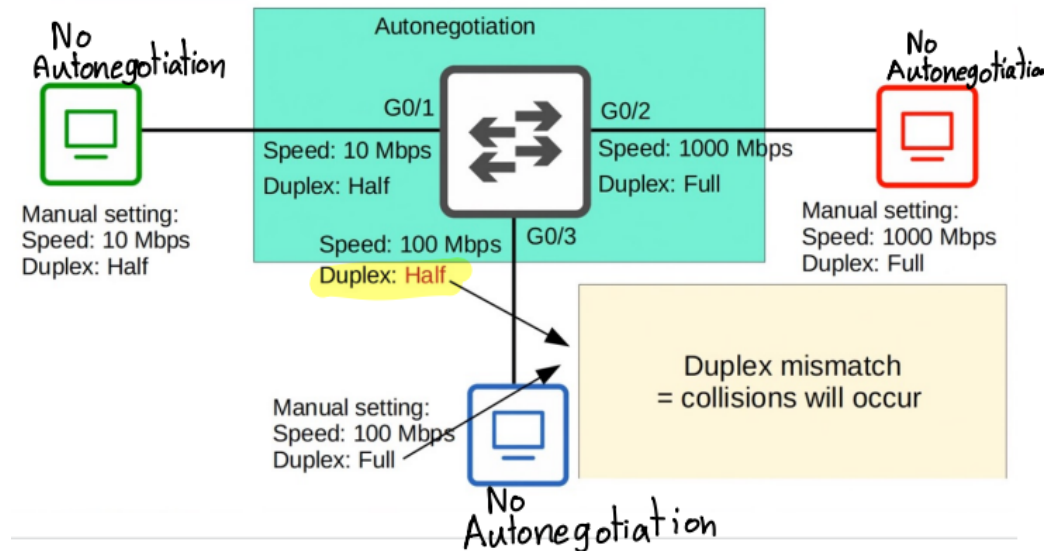 Autonegotiation
No
Autonegotiation
No
Autonegotiation
G0/1
G0/2
Speed: 10 Mbps
Duplex: Half
Speed: 1000 Mbps
Duplex: Full
Manual setting:
Speed: 10 Mbps
Duplex: Half
Manual setting:
Speed: 1000 Mbps
Duplex: Full
Speed: 100 Mbps
G0/3
Duplex: Half
Duplex mismatch
= collisions will occur
Manual setting:
Speed: 100 Mbps
Duplex: Full
No
Autonegotiation